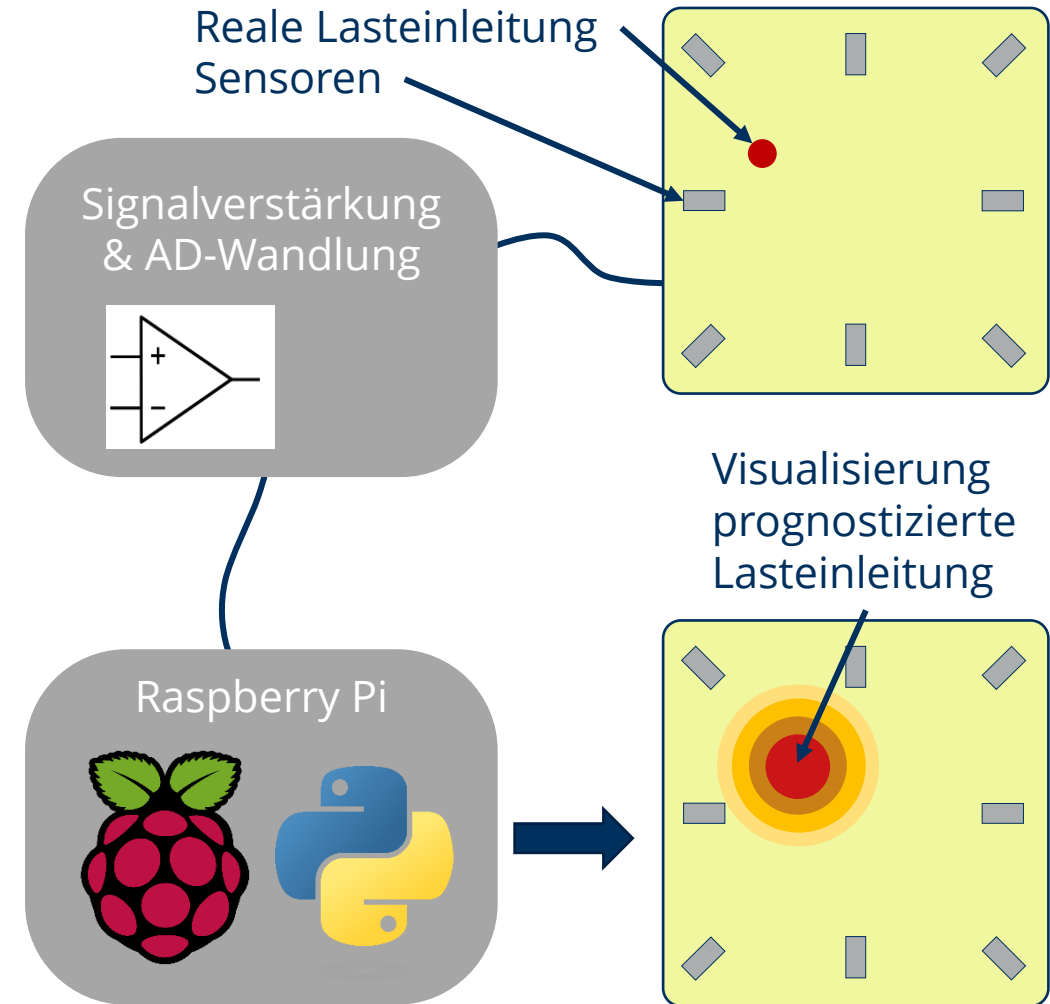 Reale Lasteinleitung
Sensoren
Signalverstärkung
& AD-Wandlung
+
−
Visualisierung
prognostizierte
Lasteinleitung
Raspberry Pi